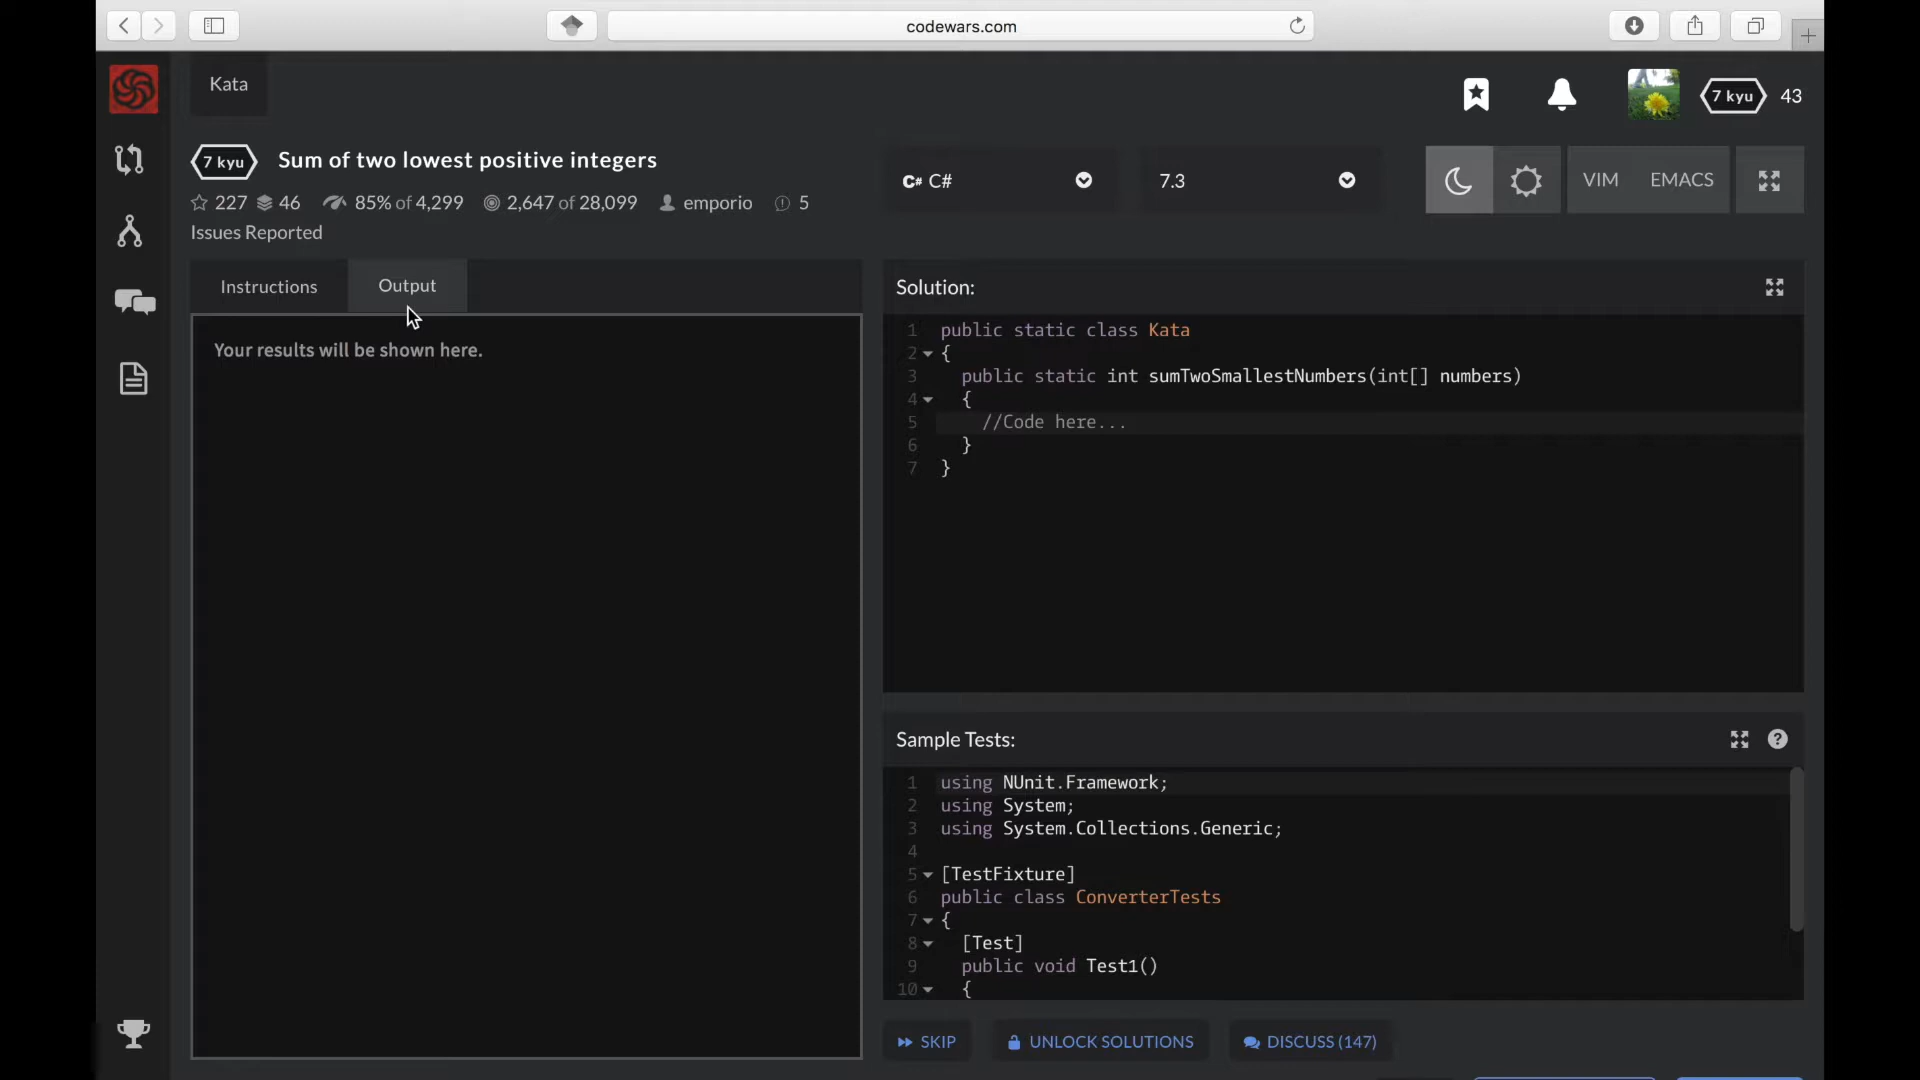 codewars.com
Kata
7 kyu 43
7 kyu Sum of two lowest positive integers
227 46 85% of 4,299 2,647 of 28,099 emporio 5
Issues Reported
C# C#
7.3
VIM EMACS
Instructions Output
Your results will be shown here.
Solution:
1 public static class Kata
2 {
3 public static int sumTwoSmallestNumbers(int[] numbers)
4 {
5 //Code here...
6 }
7 }
Sample Tests:
1 using NUnit.Framework;
2 using System;
3 using System.Collections.Generic;
4
5 [TestFixture]
6 public class ConverterTests
7 {
8 [Test]
9 public void Test1()
10 {
SKIP UNLOCK SOLUTIONS DISCUSS (147)